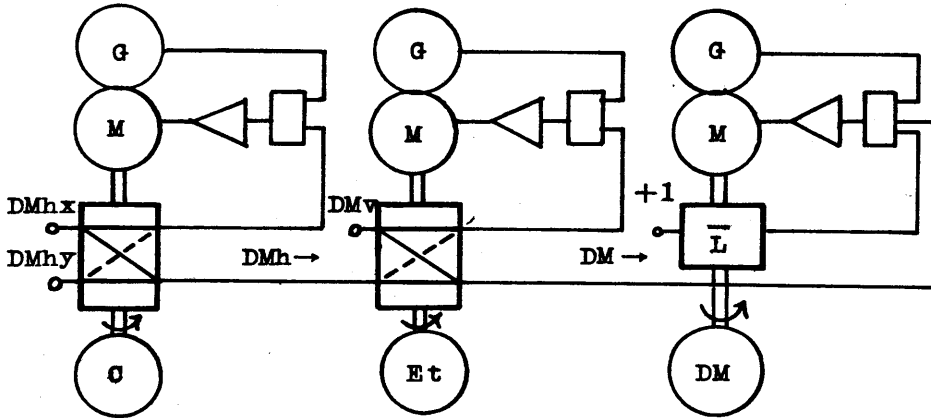 G G G
M M M
DMhx DMv +1
DMhy DMh→ DM→ L̅
C Et DM